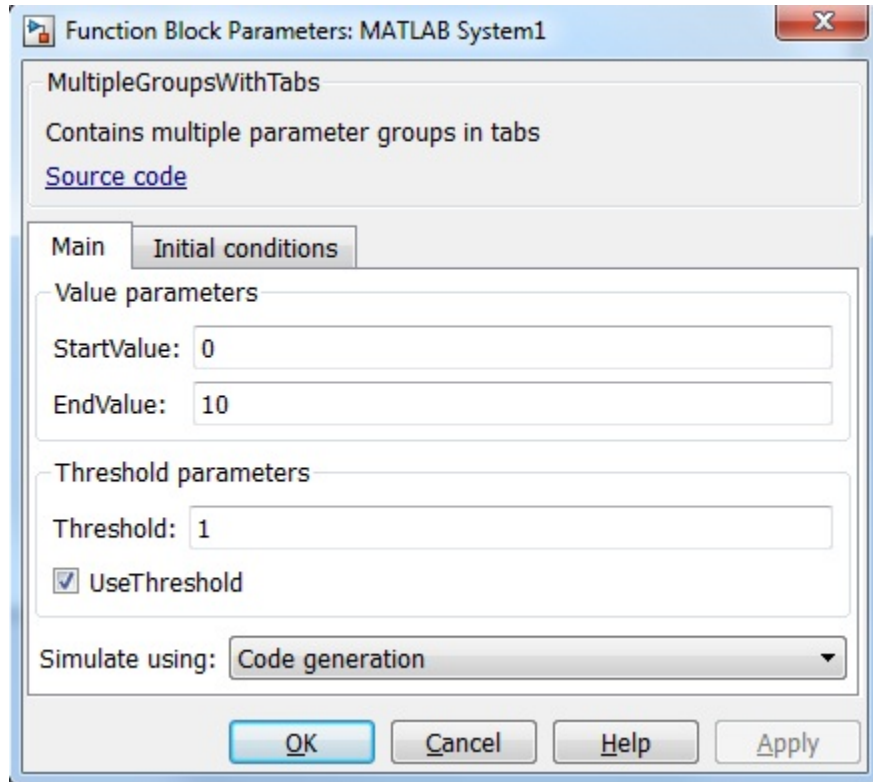 Function Block Parameters: MATLAB System1
MultipleGroupsWithTabs
Contains multiple parameter groups in tabs
Source code
Main Initial conditions
Value parameters
StartValue: 0
EndValue: 10
Threshold parameters
Threshold: 1
UseThreshold
Simulate using: Code generation
OK Cancel Help Apply